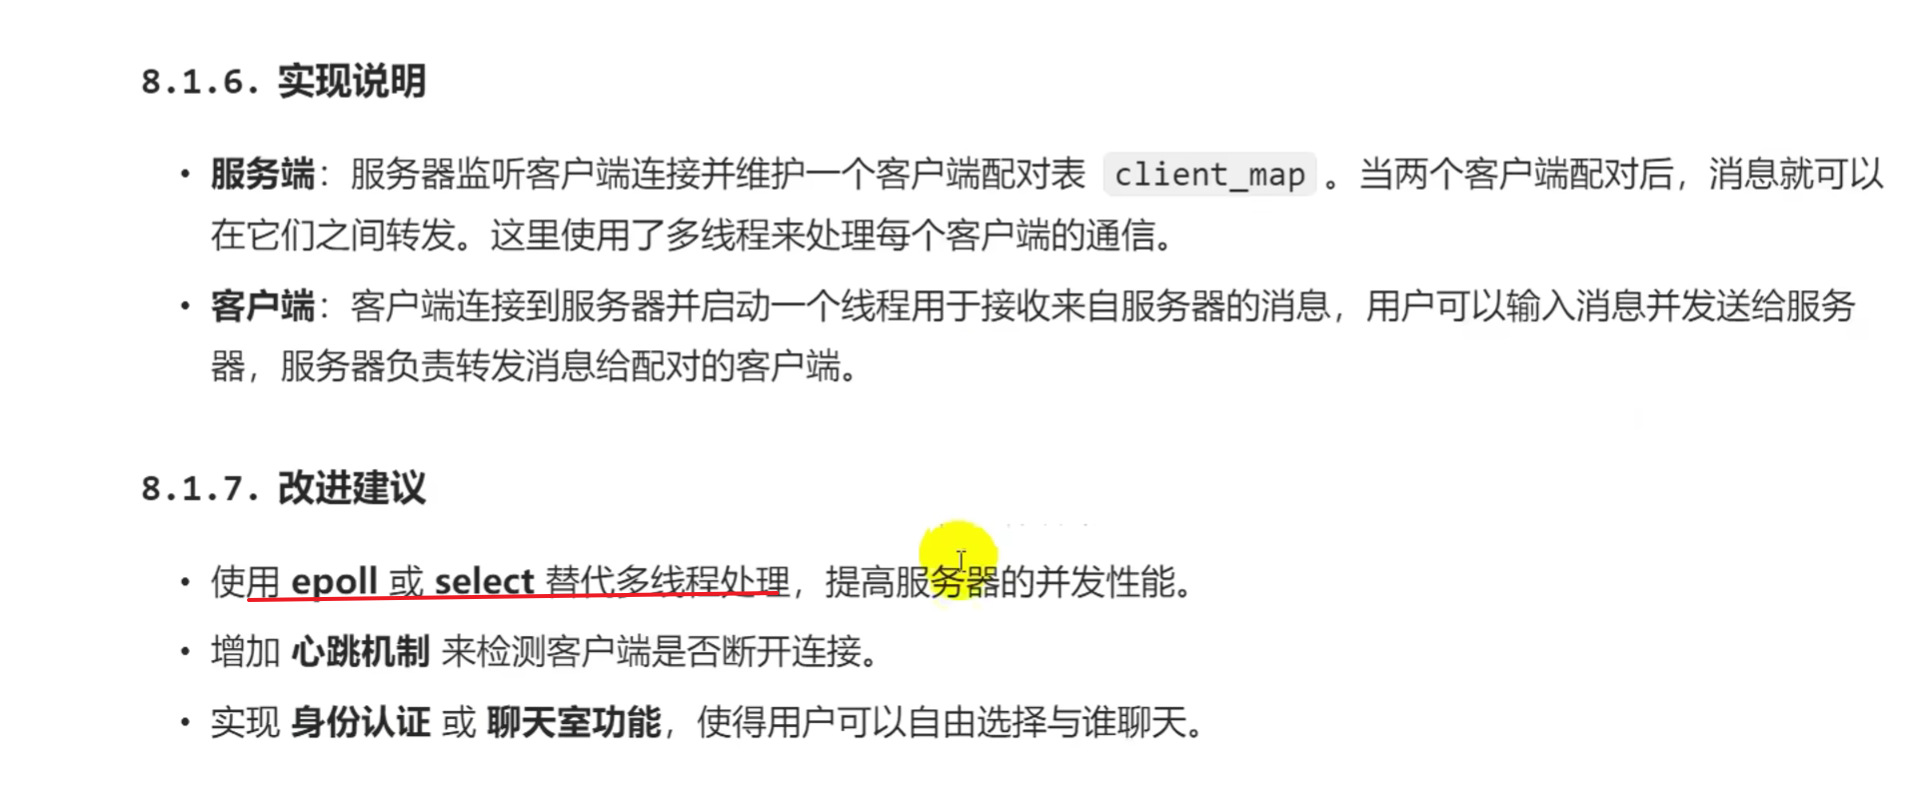 8.1.6. 实现说明
• 服务端：服务器监听客户端连接并维护一个客户端配对表 client_map 。当两个客户端配对后，消息就可以
在它们之间转发。这里使用了多线程来处理每个客户端的通信。
• 客户端：客户端连接到服务器并启动一个线程用于接收来自服务器的消息，用户可以输入消息并发送给服务
器，服务器负责转发消息给配对的客户端。
8.1.7. 改进建议
• 使用 epoll 或 select 替代多线程处理，提高服务器的并发性能。
• 增加 心跳机制 来检测客户端是否断开连接。
• 实现 身份认证 或 聊天室功能，使得用户可以自由选择与谁聊天。